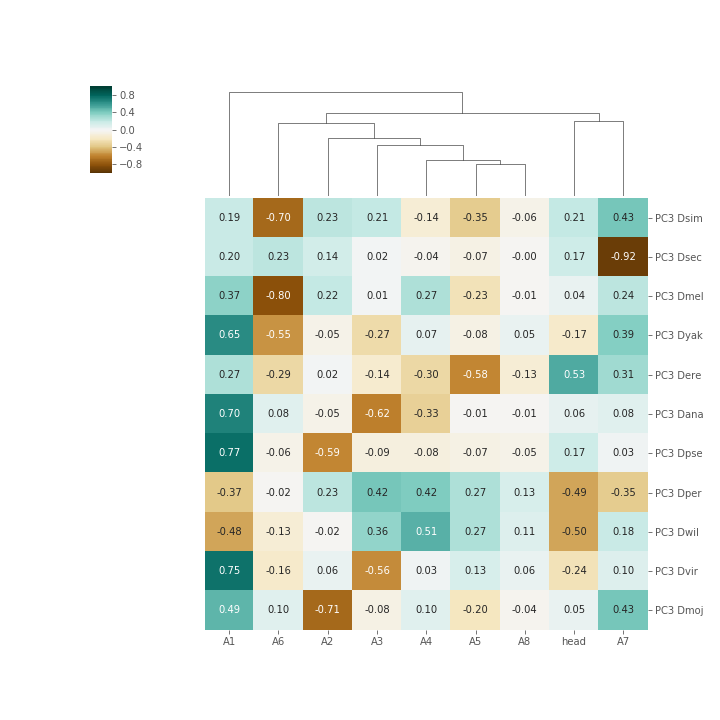 0.8
0.4
0.0
−0.4
−0.8
0.19 -0.70 0.23 0.21 -0.14 -0.35 -0.06 0.21 0.43 PC3 Dsim
0.20 0.23 0.14 0.02 -0.04 -0.07 -0.00 0.17 -0.92 PC3 Dsec
0.37 -0.80 0.22 0.01 0.27 -0.23 -0.01 0.04 0.24 PC3 Dmel
0.65 -0.55 -0.05 -0.27 0.07 -0.08 0.05 -0.17 0.39 PC3 Dyak
0.27 -0.29 0.02 -0.14 -0.30 -0.58 -0.13 0.53 0.31 PC3 Dere
0.70 0.08 -0.05 -0.62 -0.33 -0.01 -0.01 0.06 0.08 PC3 Dana
0.77 -0.06 -0.59 -0.09 -0.08 -0.07 -0.05 0.17 0.03 PC3 Dpse
-0.37 -0.02 0.23 0.42 0.42 0.27 0.13 -0.49 -0.35 PC3 Dper
-0.48 -0.13 -0.02 0.36 0.51 0.27 0.11 -0.50 0.18 PC3 Dwil
0.75 -0.16 0.06 -0.56 0.03 0.13 0.06 -0.24 0.10 PC3 Dvir
0.49 0.10 -0.71 -0.08 0.10 -0.20 -0.04 0.05 0.43 PC3 Dmoj
A1 A6 A2 A3 A4 A5 A8 head A7